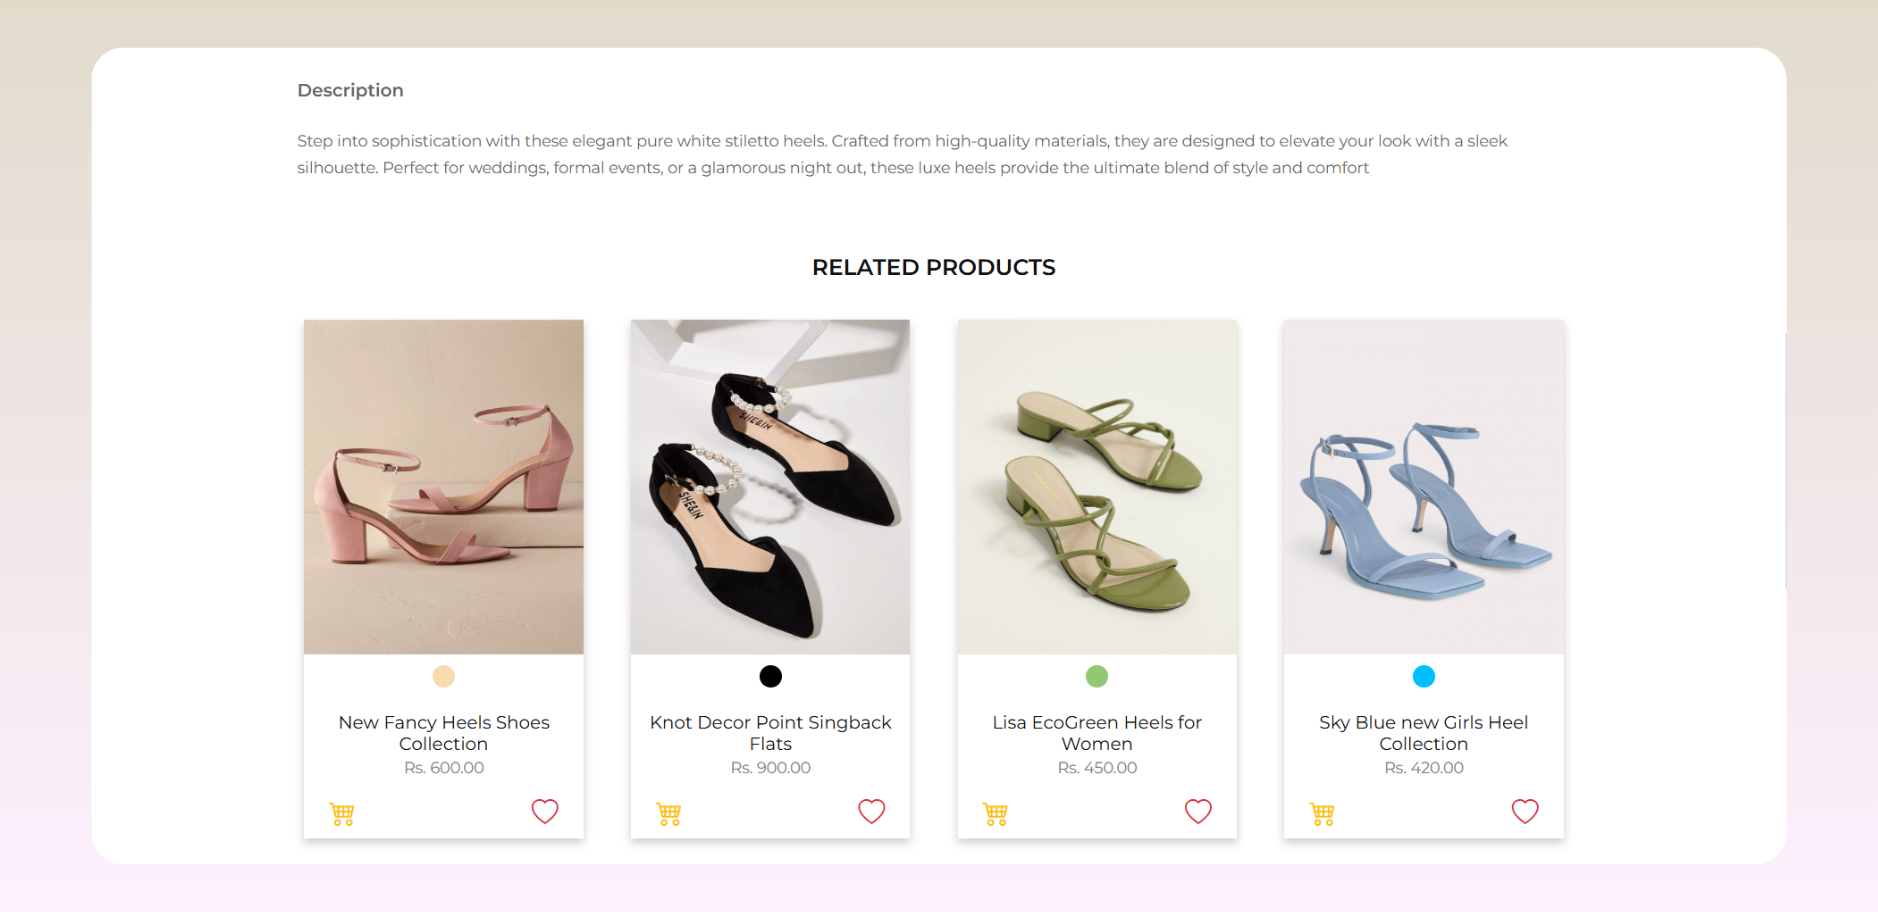 Description
Step into sophistication with these elegant pure white stiletto heels. Crafted from high-quality materials, they are designed to elevate your look with a sleek
silhouette. Perfect for weddings, formal events, or a glamorous night out, these luxe heels provide the ultimate blend of style and comfort
RELATED PRODUCTS
SHE&IN
SHE&IN
New Fancy Heels Shoes
Collection
Rs. 600.00
Knot Decor Point Singback
Flats
Rs. 900.00
Lisa EcoGreen Heels for
Women
Rs. 450.00
Sky Blue new Girls Heel
Collection
Rs. 420.00